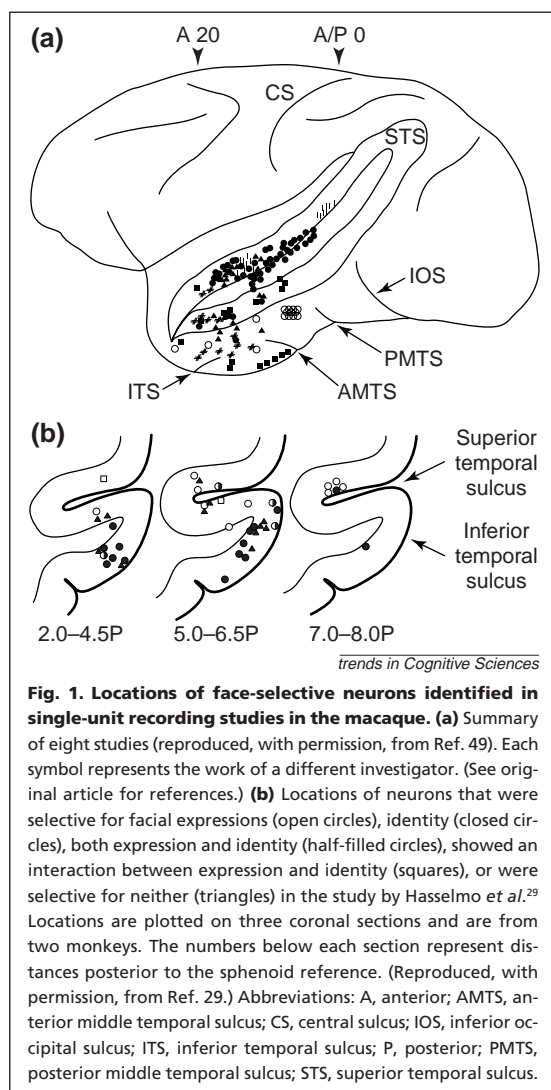 (a)
A 20
A/P 0
CS
STS
IOS
PMTS
ITS
AMTS
(b)
Superior
temporal
sulcus
Inferior
temporal
sulcus
2.0–4.5P
5.0–6.5P
7.0–8.0P
trends in Cognitive Sciences
Fig. 1. Locations of face-selective neurons identified in
single-unit recording studies in the macaque. (a) Summary
of eight studies (reproduced, with permission, from Ref. 49). Each
symbol represents the work of a different investigator. (See orig-
inal article for references.) (b) Locations of neurons that were
selective for facial expressions (open circles), identity (closed cir-
cles), both expression and identity (half-filled circles), showed an
interaction between expression and identity (squares), or were
selective for neither (triangles) in the study by Hasselmo et al.29
Locations are plotted on three coronal sections and are from
two monkeys. The numbers below each section represent dis-
tances posterior to the sphenoid reference. (Reproduced, with
permission, from Ref. 29.) Abbreviations: A, anterior; AMTS, an-
terior middle temporal sulcus; CS, central sulcus; IOS, inferior oc-
cipital sulcus; ITS, inferior temporal sulcus; P, posterior; PMTS,
posterior middle temporal sulcus; STS, superior temporal sulcus.